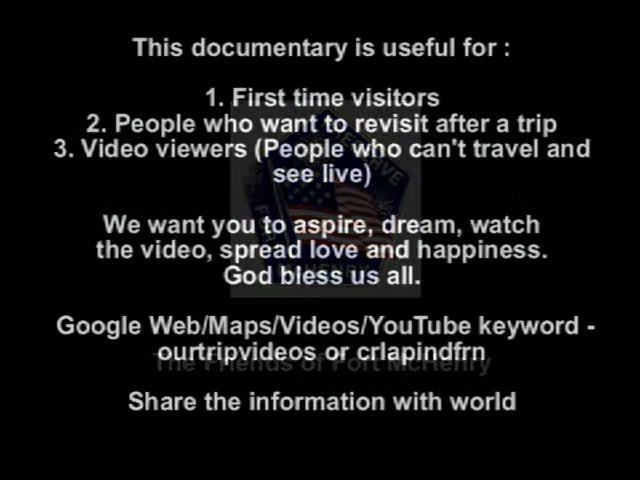 This documentary is useful for :
1. First time visitors
2. People who want to revisit after a trip
3. Video viewers (People who can't travel and
see live)
We want you to aspire, dream, watch
the video, spread love and happiness.
God bless us all.
Google Web/Maps/Videos/YouTube keyword -
ourtripvideos or crlapindfrn
The Friends of Fort McHenry
Share the information with world